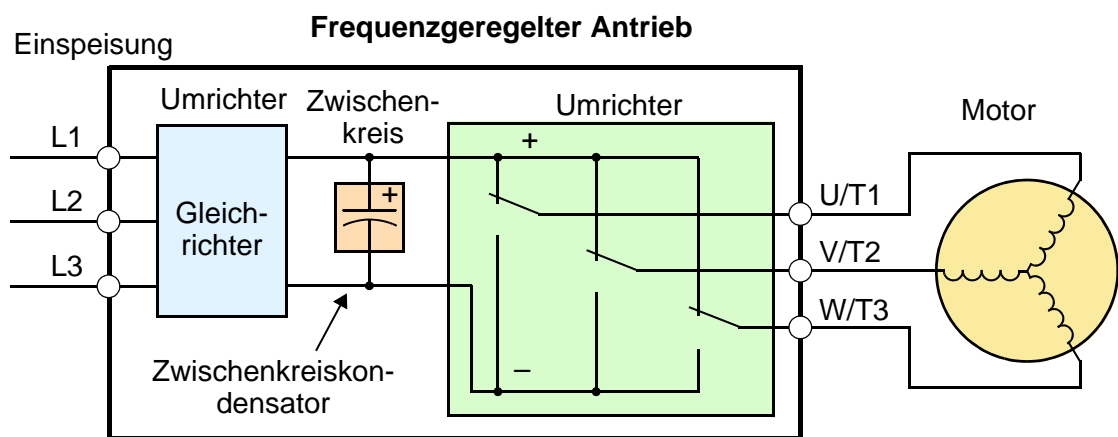 Frequenzgeregelter Antrieb
Einspeisung
Umrichter
Zwischen-
kreis
Umrichter
Motor
L1
L2
L3
Gleich-
richter
+
+
–
U/T1
V/T2
W/T3
Zwischenkreiskon-
densator